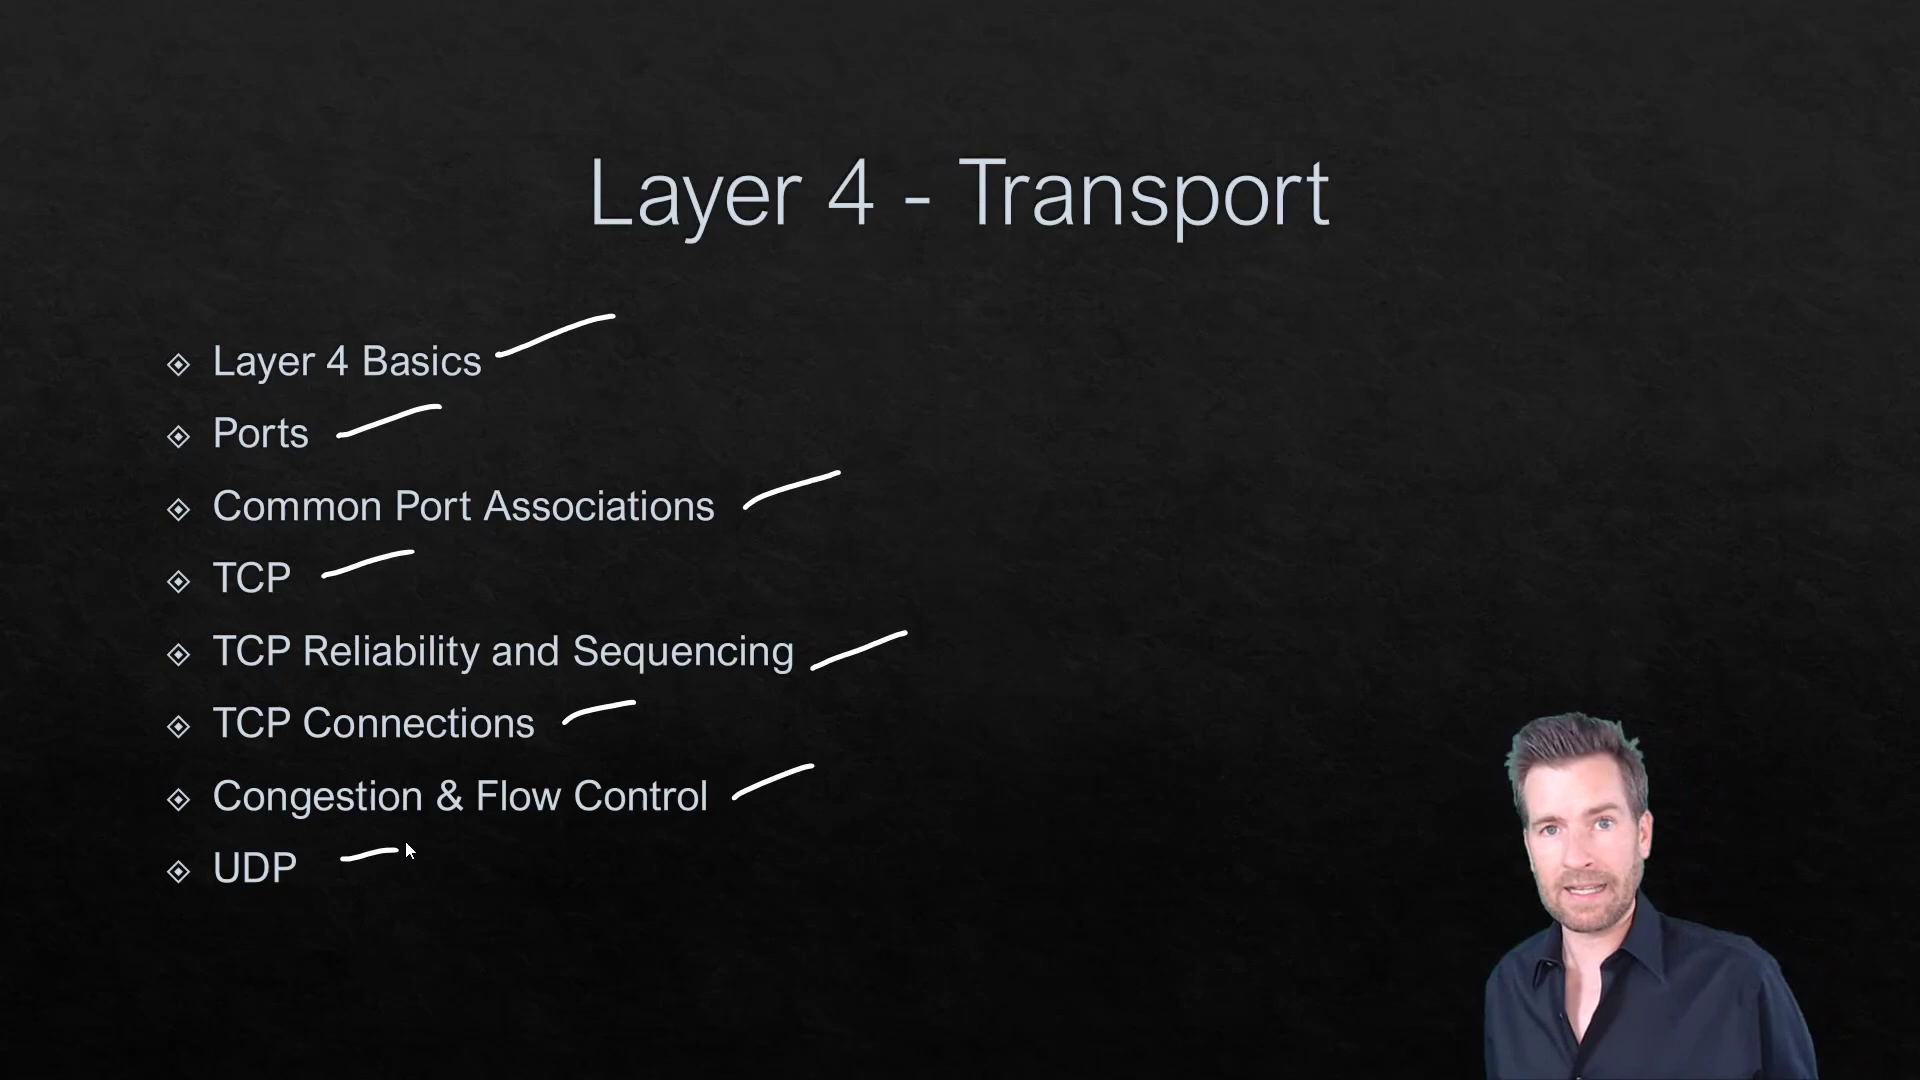 Layer 4 - Transport
Layer 4 Basics
Ports
Common Port Associations
TCP
TCP Reliability and Sequencing
TCP Connections
Congestion & Flow Control
UDP